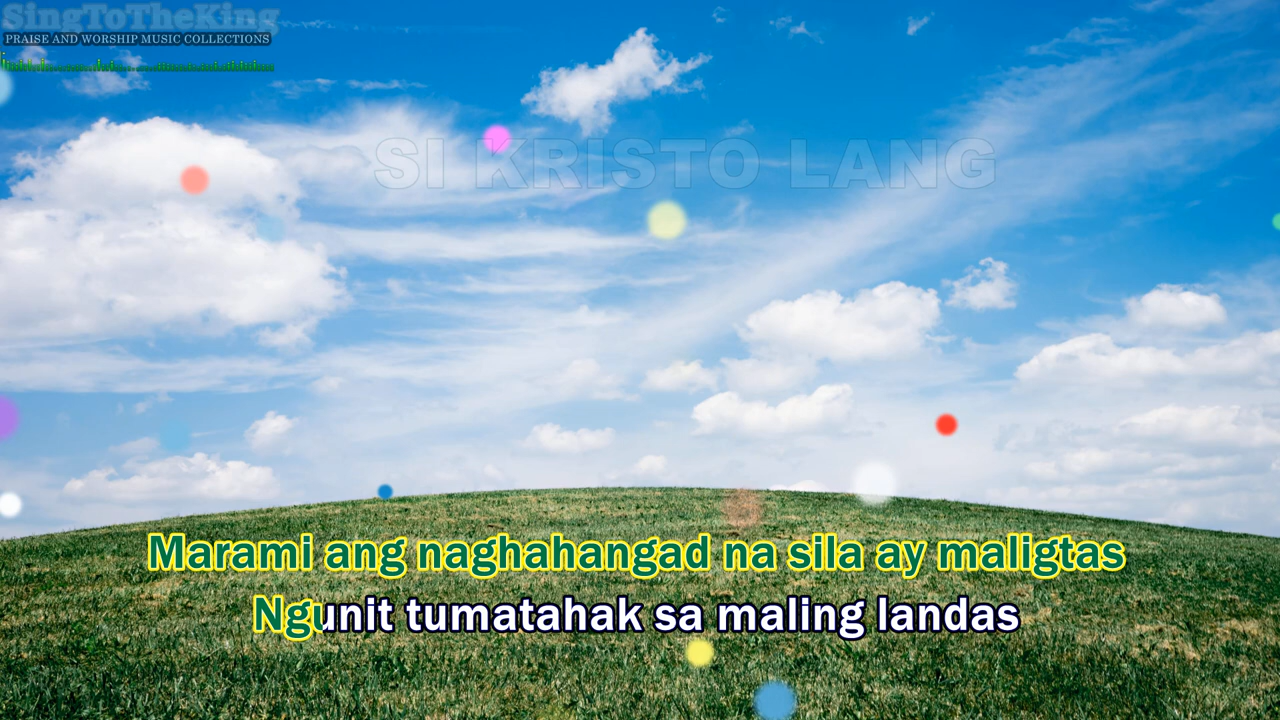 SingToTheKing
PRAISE AND WORSHIP MUSIC COLLECTIONS
SI KRISTO LANG
Marami ang naghahangad na sila ay maligtas
Ngunit tumatahak sa maling landas